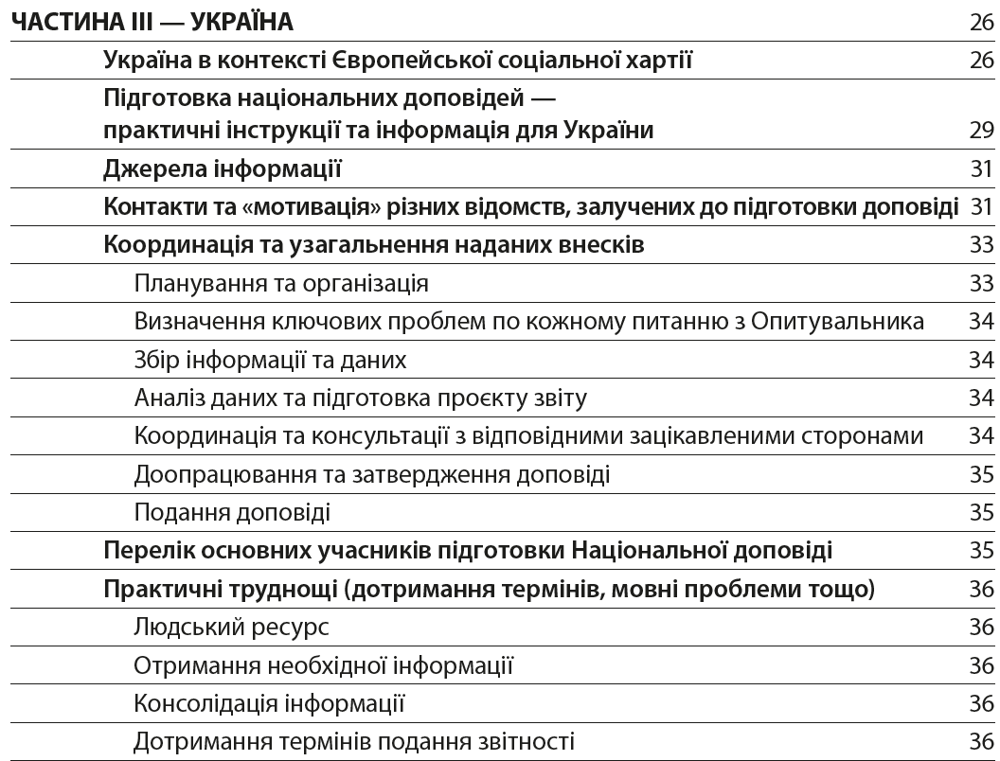 ЧАСТИНА III — УКРАЇНА 26
Україна в контексті Європейської соціальної хартії 26
Підготовка національних доповідей —
практичні інструкції та інформація для України 29
Джерела інформації 31
Контакти та «мотивація» різних відомств, залучених до підготовки доповіді 31
Координація та узагальнення наданих внесків 33
Планування та організація 33
Визначення ключових проблем по кожному питанню з Опитувальника 34
Збір інформації та даних 34
Аналіз даних та підготовка проєкту звіту 34
Координація та консультації з відповідними зацікавленими сторонами 34
Доопрацювання та затвердження доповіді 35
Подання доповіді 35
Перелік основних учасників підготовки Національної доповіді 35
Практичні труднощі (дотримання термінів, мовні проблеми тощо) 36
Людський ресурс 36
Отримання необхідної інформації 36
Консолідація інформації 36
Дотримання термінів подання звітності 36